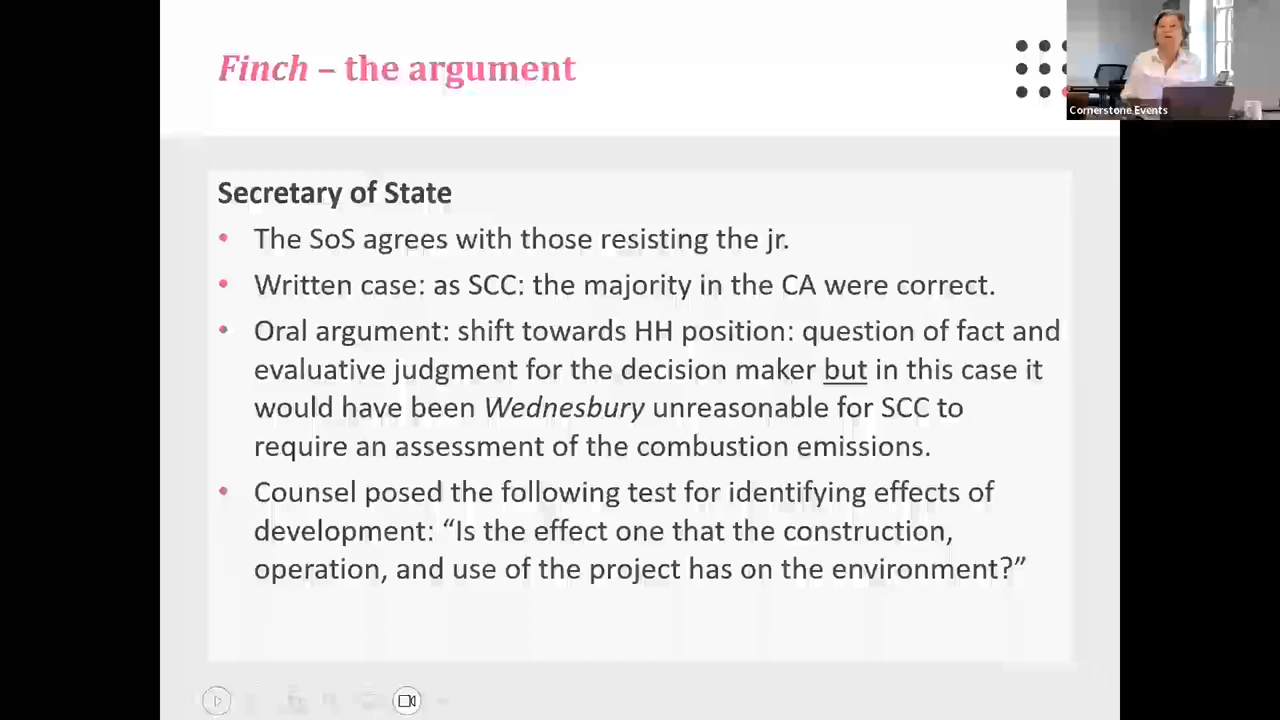 Finch – the argument
Cornerstone Events
Secretary of State
• The SoS agrees with those resisting the jr.
• Written case: as SCC: the majority in the CA were correct.
• Oral argument: shift towards HH position: question of fact and
evaluative judgment for the decision maker but in this case it
would have been Wednesbury unreasonable for SCC to
require an assessment of the combustion emissions.
• Counsel posed the following test for identifying effects of
development: “Is the effect one that the construction,
operation, and use of the project has on the environment?”